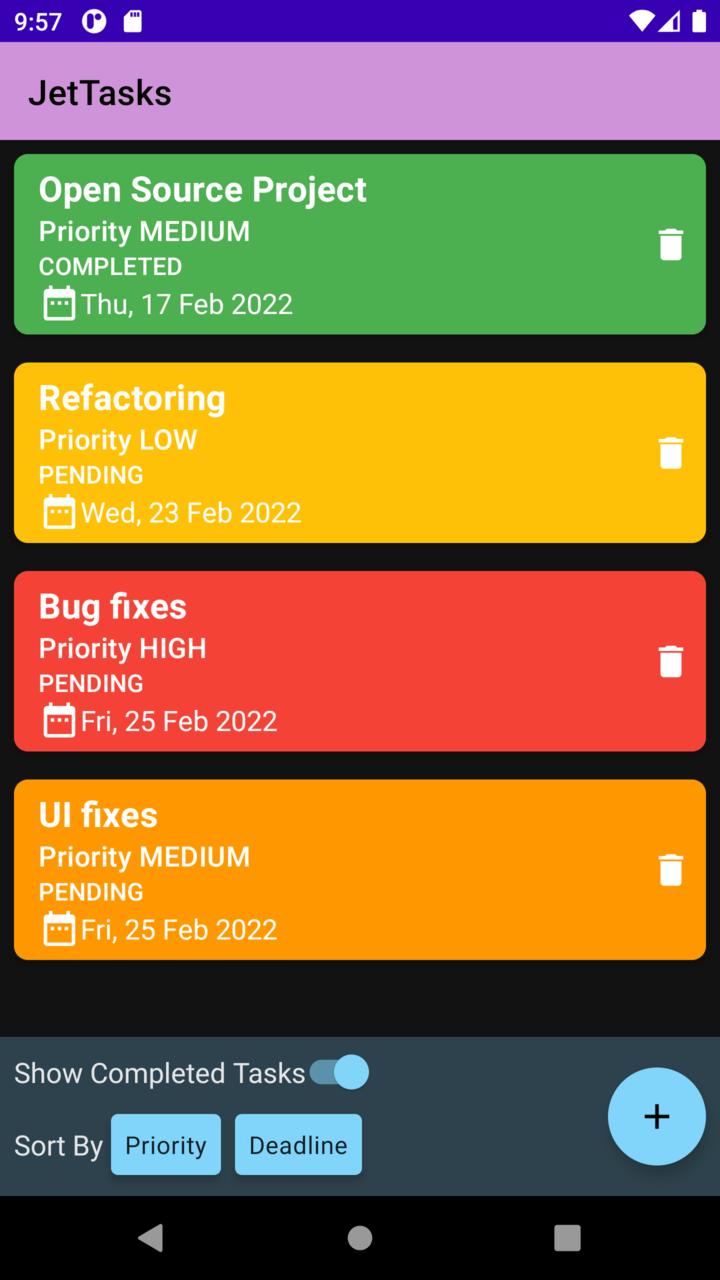 9:57
JetTasks
Open Source Project
Priority MEDIUM
COMPLETED
Thu, 17 Feb 2022
Refactoring
Priority LOW
PENDING
Wed, 23 Feb 2022
Bug fixes
Priority HIGH
PENDING
Fri, 25 Feb 2022
UI fixes
Priority MEDIUM
PENDING
Fri, 25 Feb 2022
Show Completed Tasks
Sort By Priority Deadline